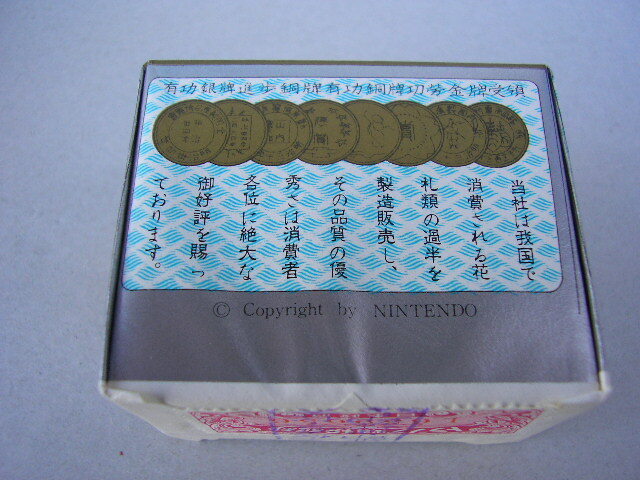 有功銀牌進歩銅牌有功銅牌功労金牌受領
当社は我国で
消費される花
札類の過半を
製造販売し、
その品質の優
秀さは消費者
各位に絶大な
御好評を賜っ
ております。
© Copyright by NINTENDO